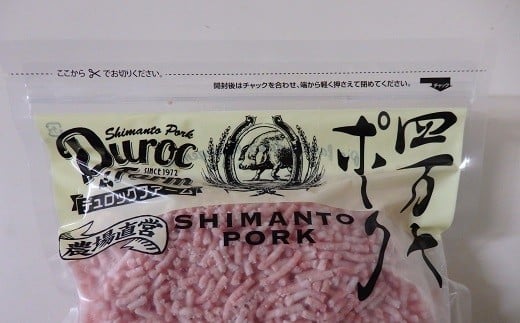 ここから✂でお切りください。
開封後はチャックを合わせ、端から軽く押さえて閉めてください。
チャック
Shimanto Pork
Duroc
SINCE 1972
Farm
デュロックファーム
農場直営
四万十
ポーク
SHIMANTO
PORK